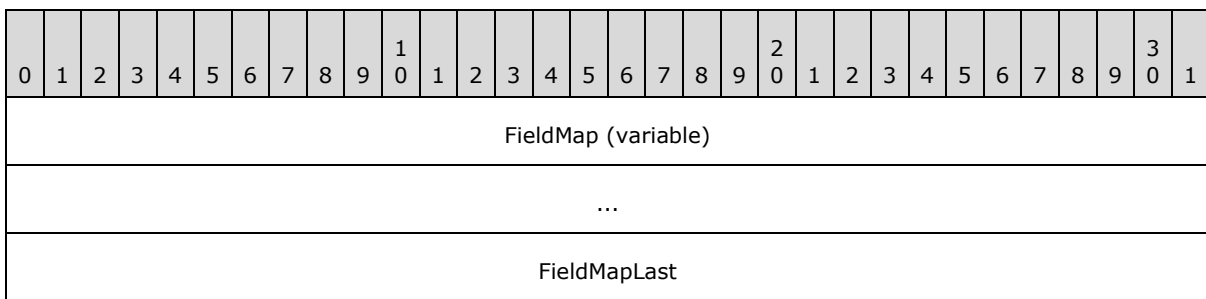 1 2 3
0 1 2 3 4 5 6 7 8 9 0 1 2 3 4 5 6 7 8 9 0 1 2 3 4 5 6 7 8 9 0 1
FieldMap (variable)
...
FieldMapLast